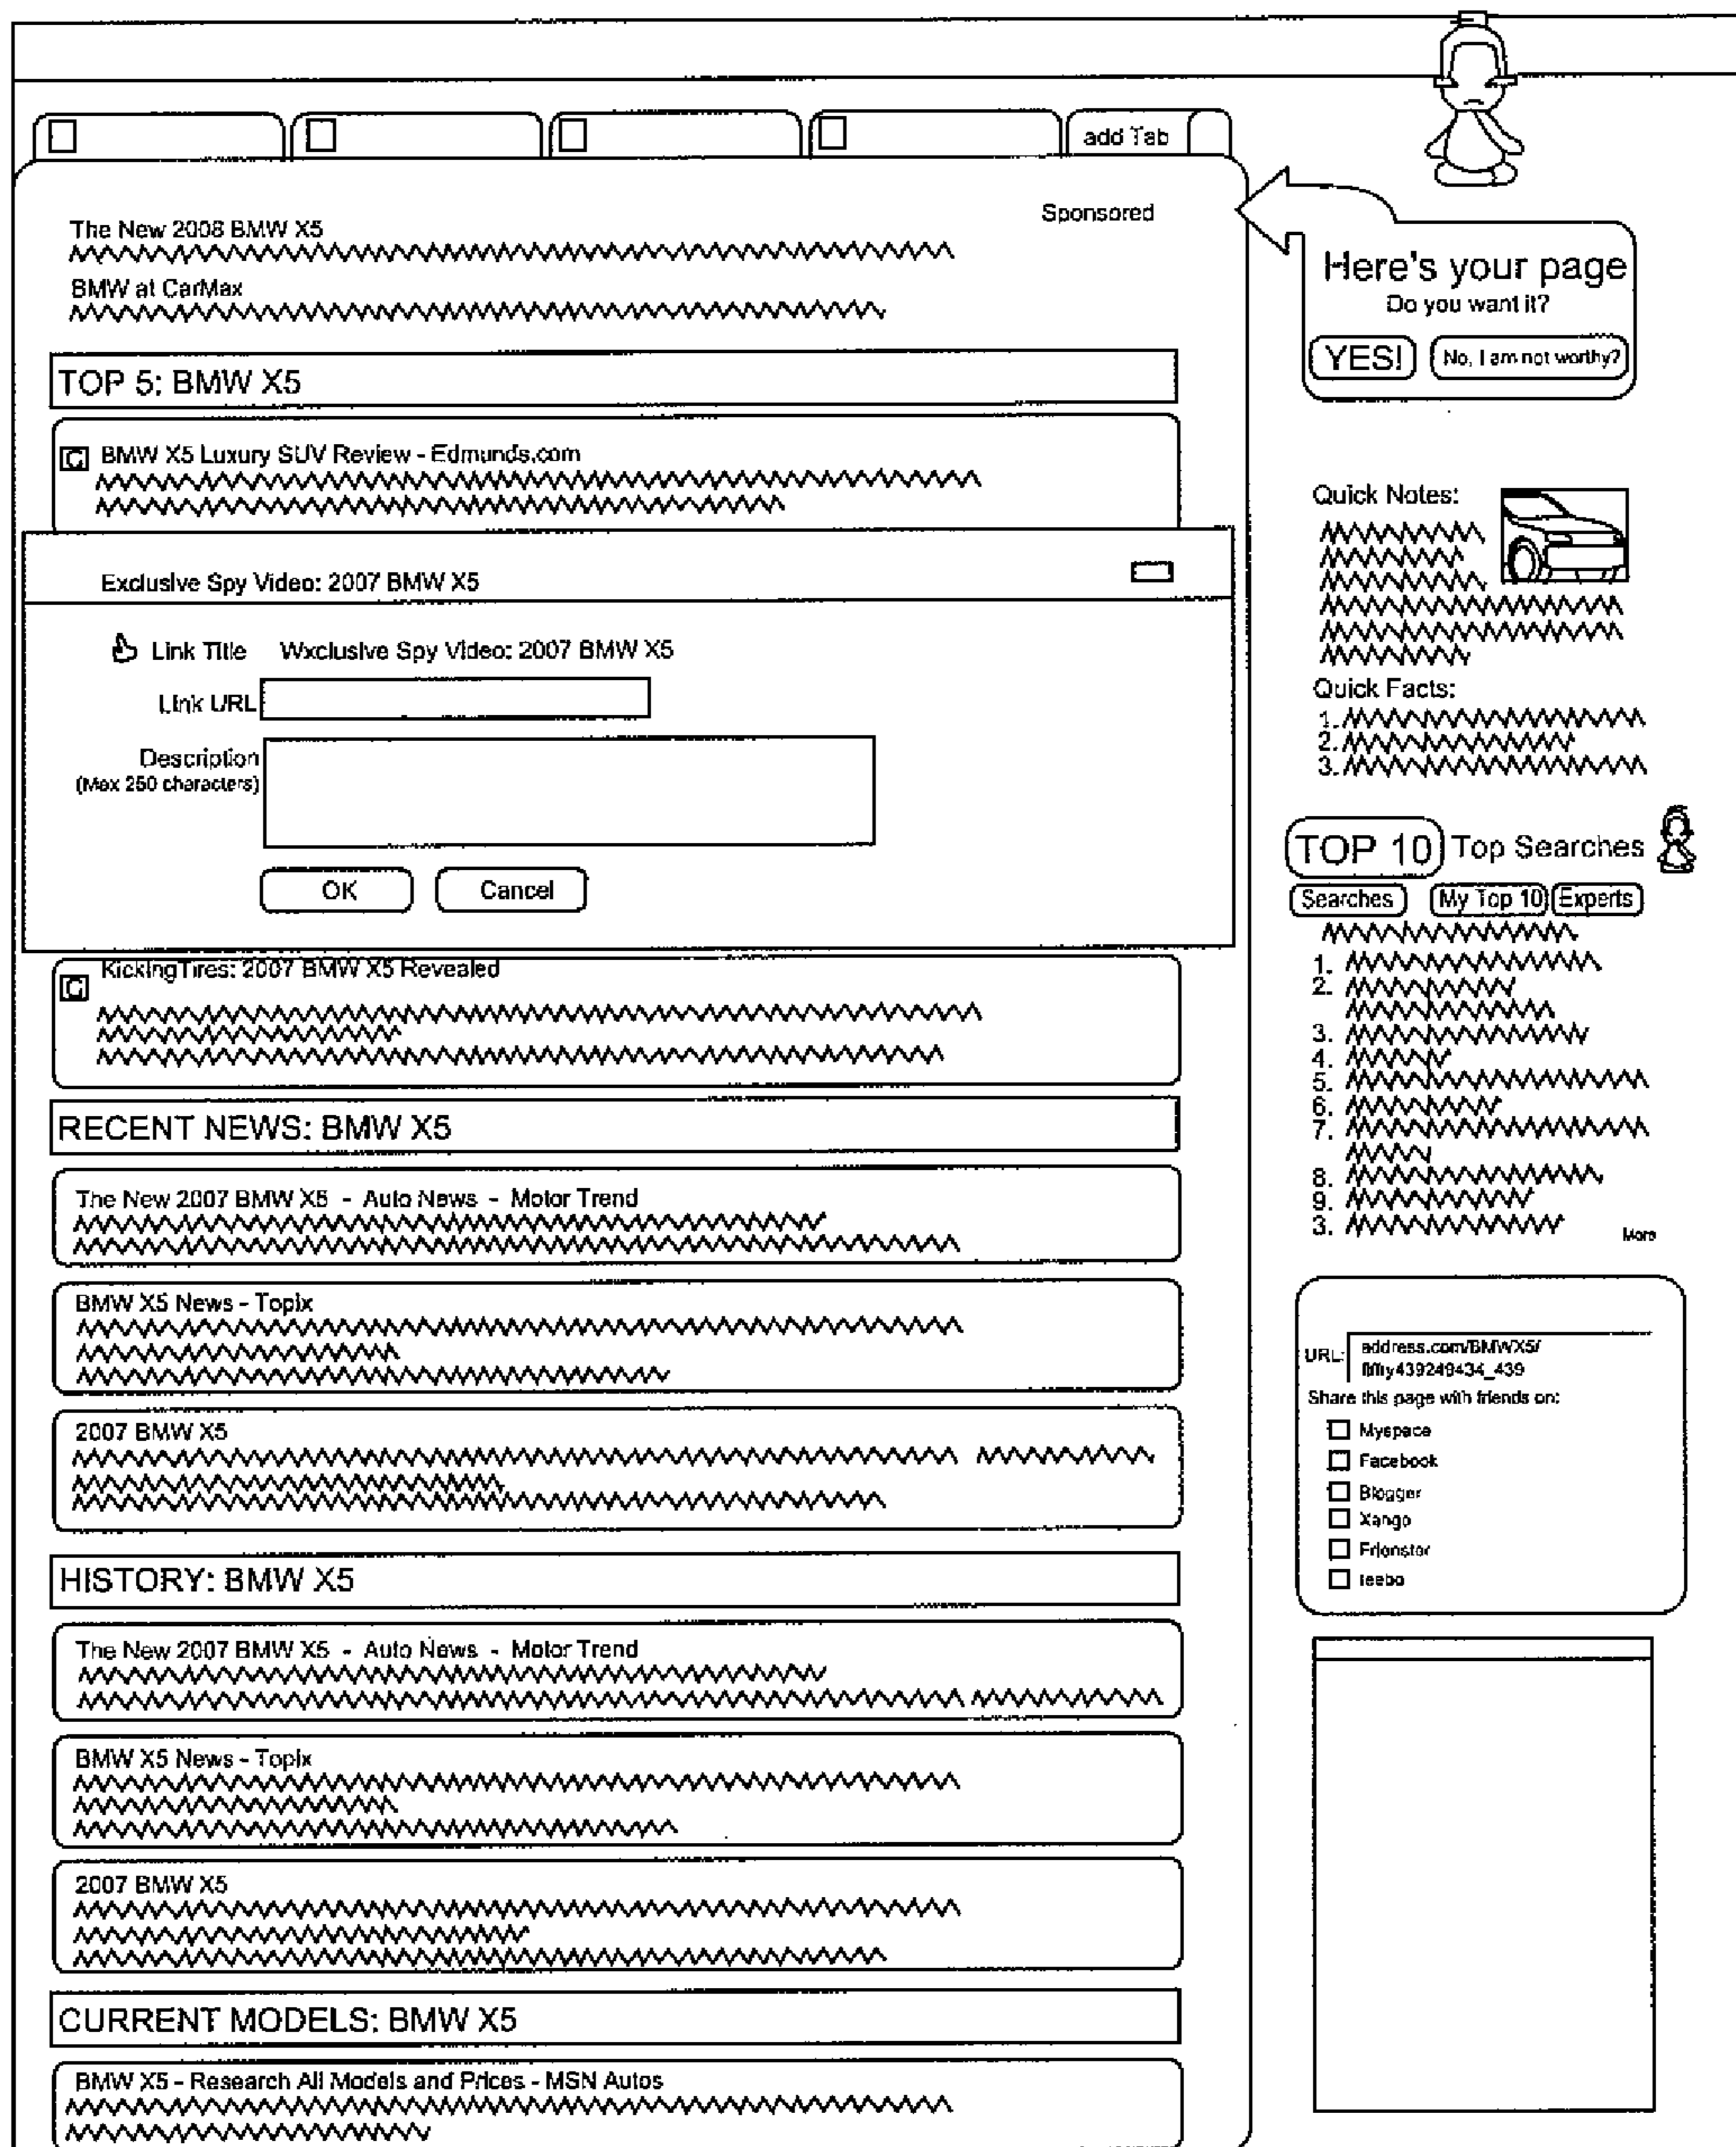 add Tab
The New 2008 BMW X5
Sponsored
BMW at CarMax
TOP 5: BMW X5
BMW X5 Luxury SUV Review - Edmunds.com
Exclusive Spy Video: 2007 BMW X5
Link Title Wxclusive Spy Video: 2007 BMW X5
Link URL
Description
(Max 250 characters)
OK Cancel
KickingTires: 2007 BMW X5 Revealed
RECENT NEWS: BMW X5
The New 2007 BMW X5 - Auto News - Motor Trend
BMW X5 News - Topix
2007 BMW X5
HISTORY: BMW X5
The New 2007 BMW X5 - Auto News - Motor Trend
BMW X5 News - Topix
2007 BMW X5
CURRENT MODELS: BMW X5
BMW X5 - Research All Models and Prices - MSN Autos
Here's your page
Do you want it?
YES! No, I am not worthy?
Quick Notes:
Quick Facts:
1.
2.
3.
TOP 10 Top Searches
Searches My Top 10 Experts
1.
2.
3.
4.
5.
6.
7.
8.
9.
3.
More
URL: address.com/BMWX5/
Share this page with friends on:
Myspace
Facebook
Blogger
Xango